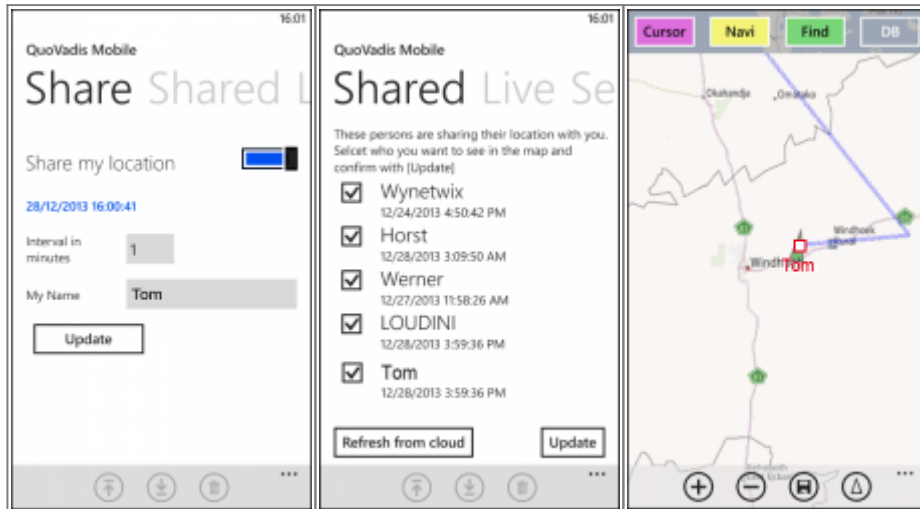 16:01
QuoVadis Mobile
Share Shared L
Share my location
28/12/2013 16:00:41
Interval in
minutes
1
My Name
Tom
Update
16:01
QuoVadis Mobile
Shared Live Se
These persons are sharing their location with you.
Selcet who you want to see in the map and
confirm with [Update]
Wynetwix
12/24/2013 4:50:42 PM
Horst
12/28/2013 3:09:50 AM
Werner
12/27/2013 11:58:26 AM
LOUDINI
12/28/2013 3:59:36 PM
Tom
12/28/2013 3:59:36 PM
Refresh from cloud
Update
Cursor
Navi
Find
DB
Okahandja
Omatako
Windhoek
Rural
Tom